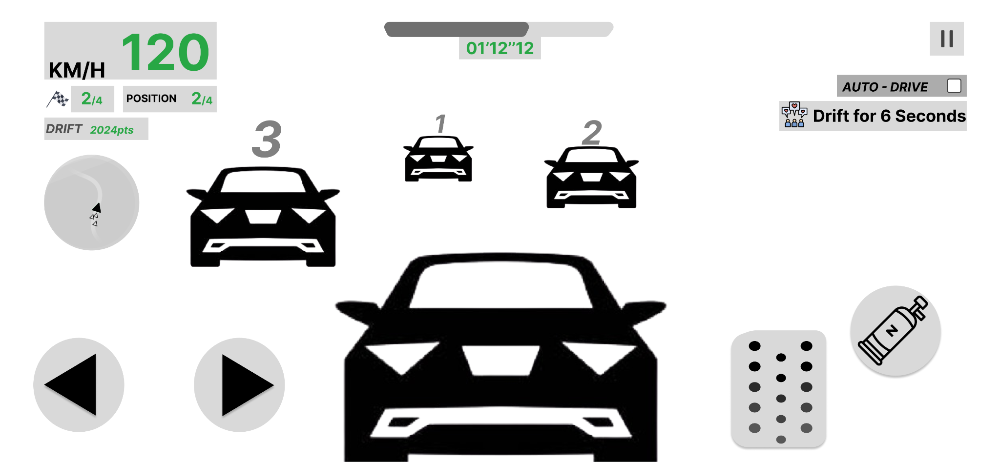 120
KM/H
2/4
POSITION 2/4
DRIFT 2024pts
01’12’’12
AUTO - DRIVE
Drift for 6 Seconds
3
1
2
N